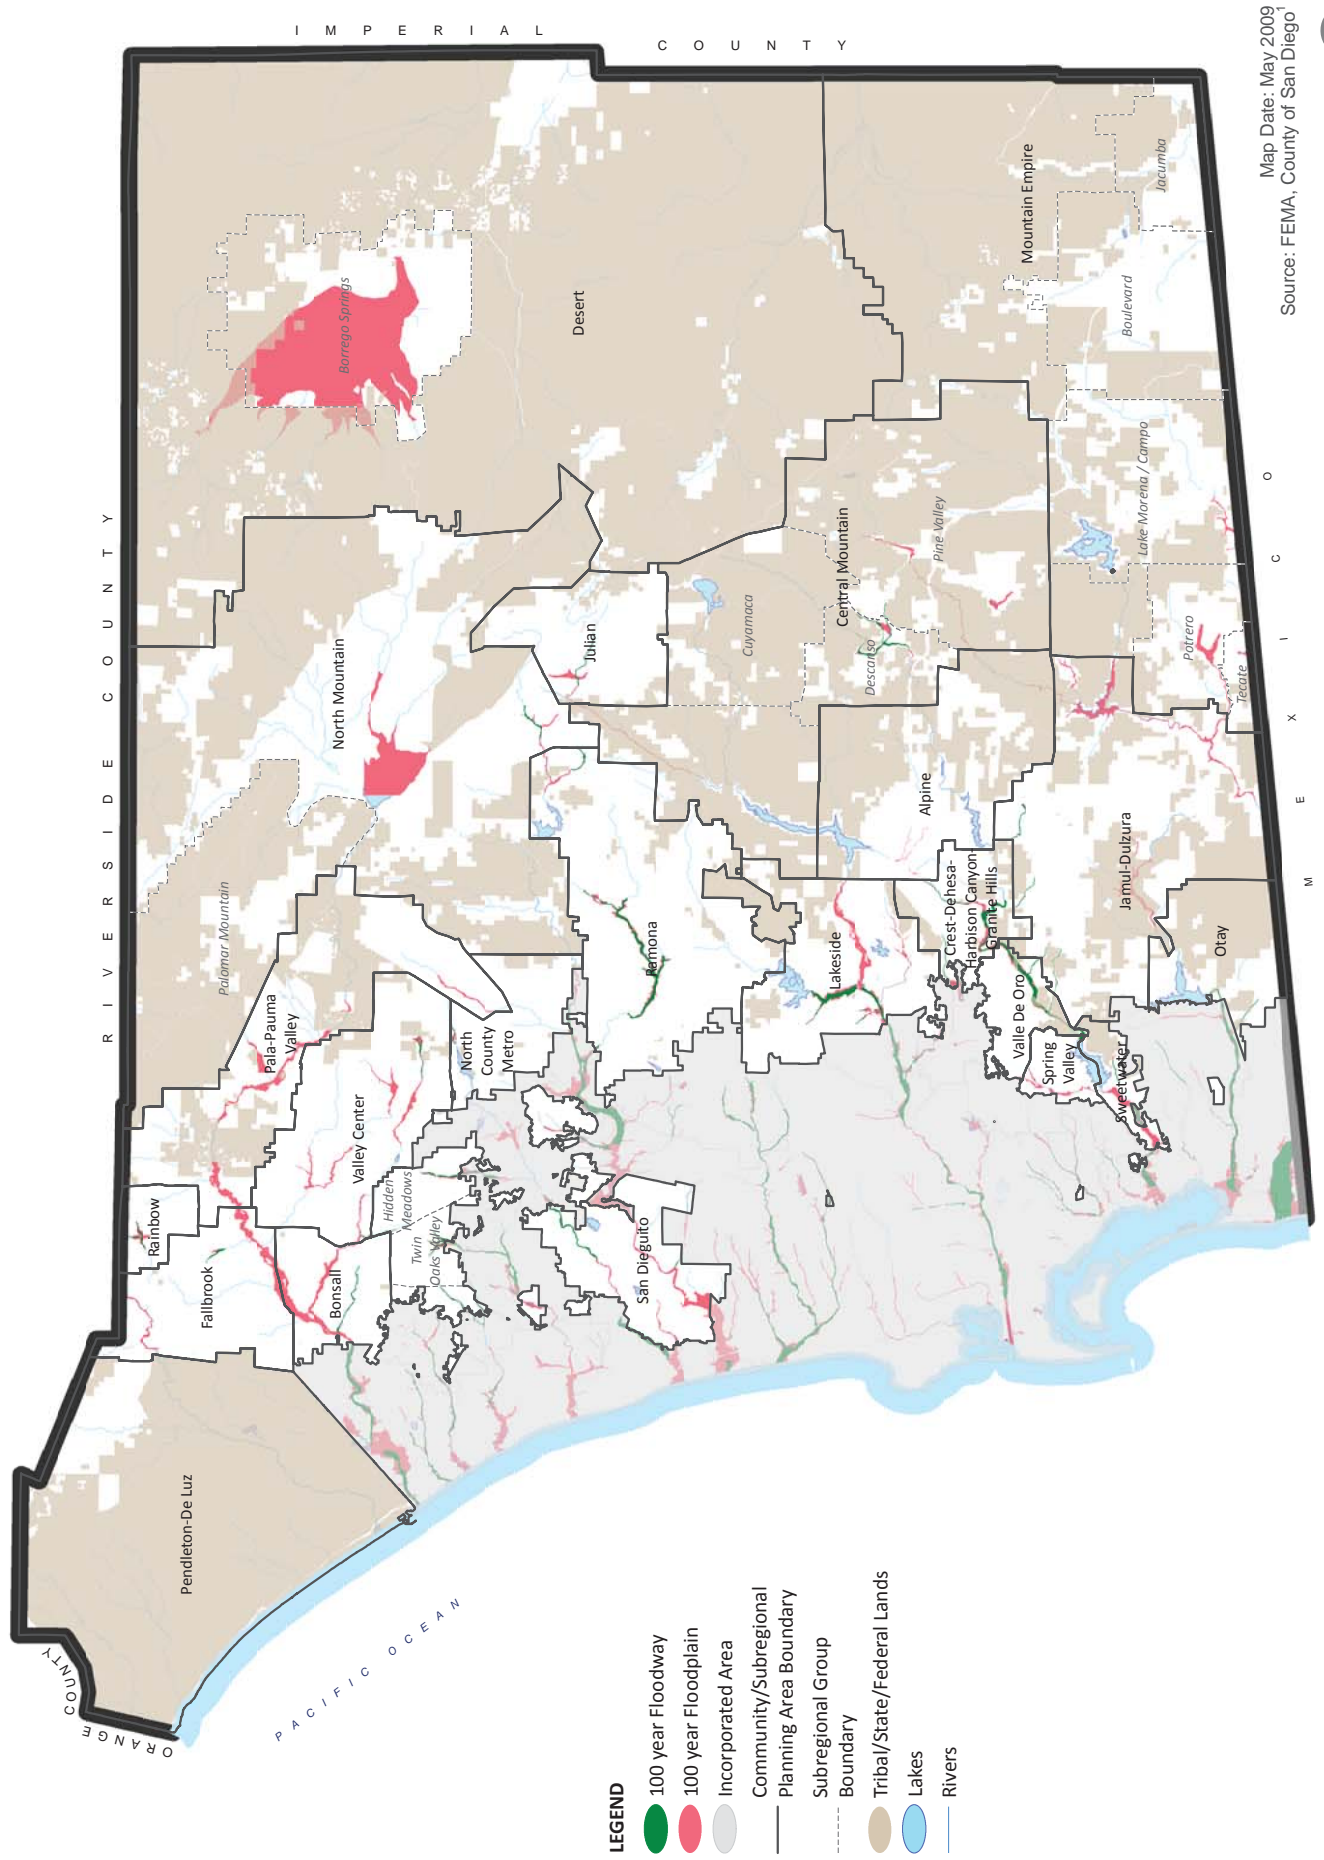 ORANGE
COUNTY
RIVERSIDE COUNTY
IMPERIAL COUNTY
MEXICO
PACIFIC OCEAN
Pendleton-De Luz
Fallbrook
Rainbow
Bonsall
Pala-Pauma
Valley
Valley Center
Palomar Mountain
North Mountain
Borrego Springs
Desert
Hidden
Meadows
Twin
Oaks Valley
North
County
Metro
San Dieguito
Ramona
Julian
Cuyamaca
Central Mountain
Descanso
Pine Valley
Lakeside
Alpine
Crest-Dehesa-
Harbison Canyon-
Granite Hills
Valle De Oro
Spring
Valley
Sweetwater
Jamul-Dulzura
Otay
Mountain Empire
Jacumba
Boulevard
Lake Morena / Campo
Potrero
Tecate
LEGEND
100 year Floodway
100 year Floodplain
Incorporated Area
Community/Subregional
Planning Area Boundary
Subregional Group
Boundary
Tribal/State/Federal Lands
Lakes
Rivers
Map Date: May 2009
Source: FEMA, County of San Diego¹